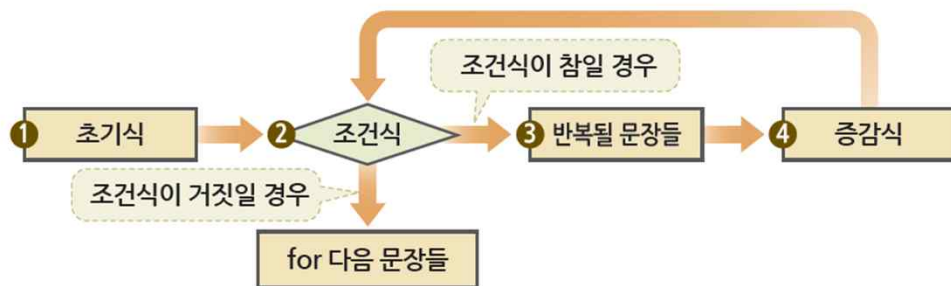 조건식이 참일 경우
1 초기식
2 조건식
3 반복될 문장들
4 증감식
조건식이 거짓일 경우
for 다음 문장들